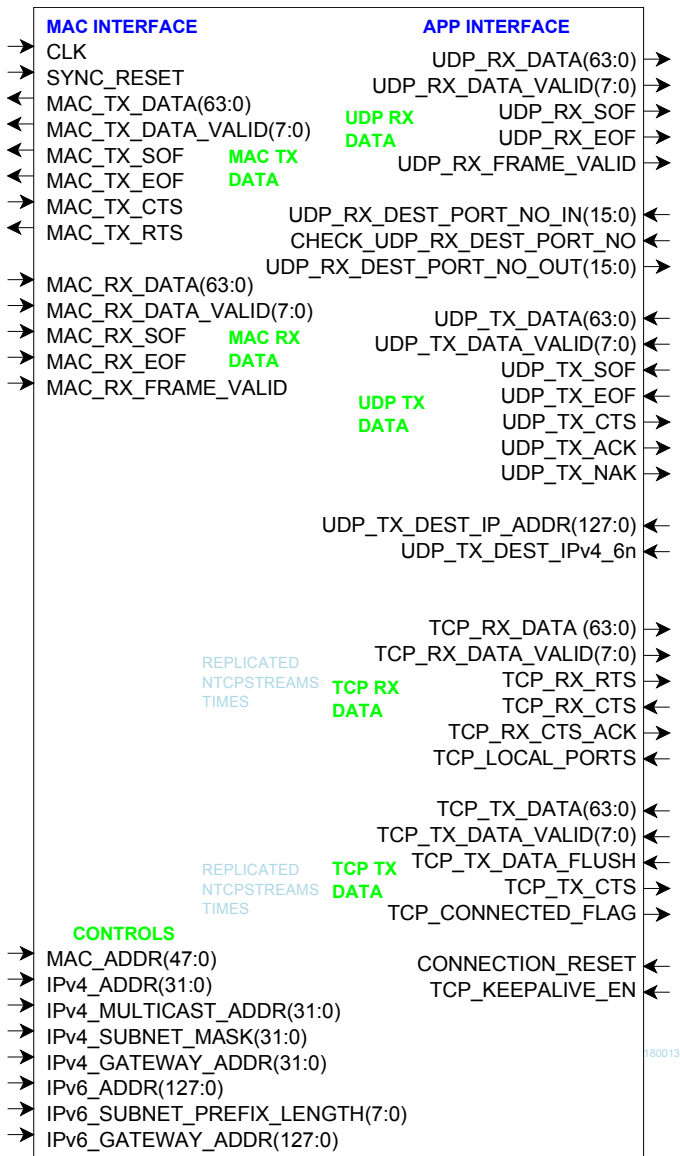 MAC INTERFACE
CLK
SYNC_RESET
MAC_TX_DATA(63:0)
MAC_TX_DATA_VALID(7:0)
MAC_TX_SOF
MAC_TX_EOF
MAC_TX_CTS
MAC_TX_RTS
MAC TX
DATA
MAC_RX_DATA(63:0)
MAC_RX_DATA_VALID(7:0)
MAC_RX_SOF
MAC_RX_EOF
MAC_RX_FRAME_VALID
MAC RX
DATA
CONTROLS
MAC_ADDR(47:0)
IPv4_ADDR(31:0)
IPv4_MULTICAST_ADDR(31:0)
IPv4_SUBNET_MASK(31:0)
IPv4_GATEWAY_ADDR(31:0)
IPv6_ADDR(127:0)
IPv6_SUBNET_PREFIX_LENGTH(7:0)
IPv6_GATEWAY_ADDR(127:0)
APP INTERFACE
UDP_RX_DATA(63:0)
UDP_RX_DATA_VALID(7:0)
UDP_RX_SOF
UDP_RX_EOF
UDP_RX_FRAME_VALID
UDP RX
DATA
UDP_RX_DEST_PORT_NO_IN(15:0)
CHECK_UDP_RX_DEST_PORT_NO
UDP_RX_DEST_PORT_NO_OUT(15:0)
UDP_TX_DATA(63:0)
UDP_TX_DATA_VALID(7:0)
UDP_TX_SOF
UDP_TX_EOF
UDP_TX_CTS
UDP_TX_ACK
UDP_TX_NAK
UDP TX
DATA
UDP_TX_DEST_IP_ADDR(127:0)
UDP_TX_DEST_IPv4_6n
TCP_RX_DATA (63:0)
TCP_RX_DATA_VALID(7:0)
TCP_RX_RTS
TCP_RX_CTS
TCP_RX_CTS_ACK
TCP_LOCAL_PORTS
REPLICATED
NTCPSTREAMS
TIMES
TCP RX
DATA
TCP_TX_DATA(63:0)
TCP_TX_DATA_VALID(7:0)
TCP_TX_DATA_FLUSH
TCP_TX_CTS
TCP_CONNECTED_FLAG
REPLICATED
NTCPSTREAMS
TIMES
TCP TX
DATA
CONNECTION_RESET
TCP_KEEPALIVE_EN
180013